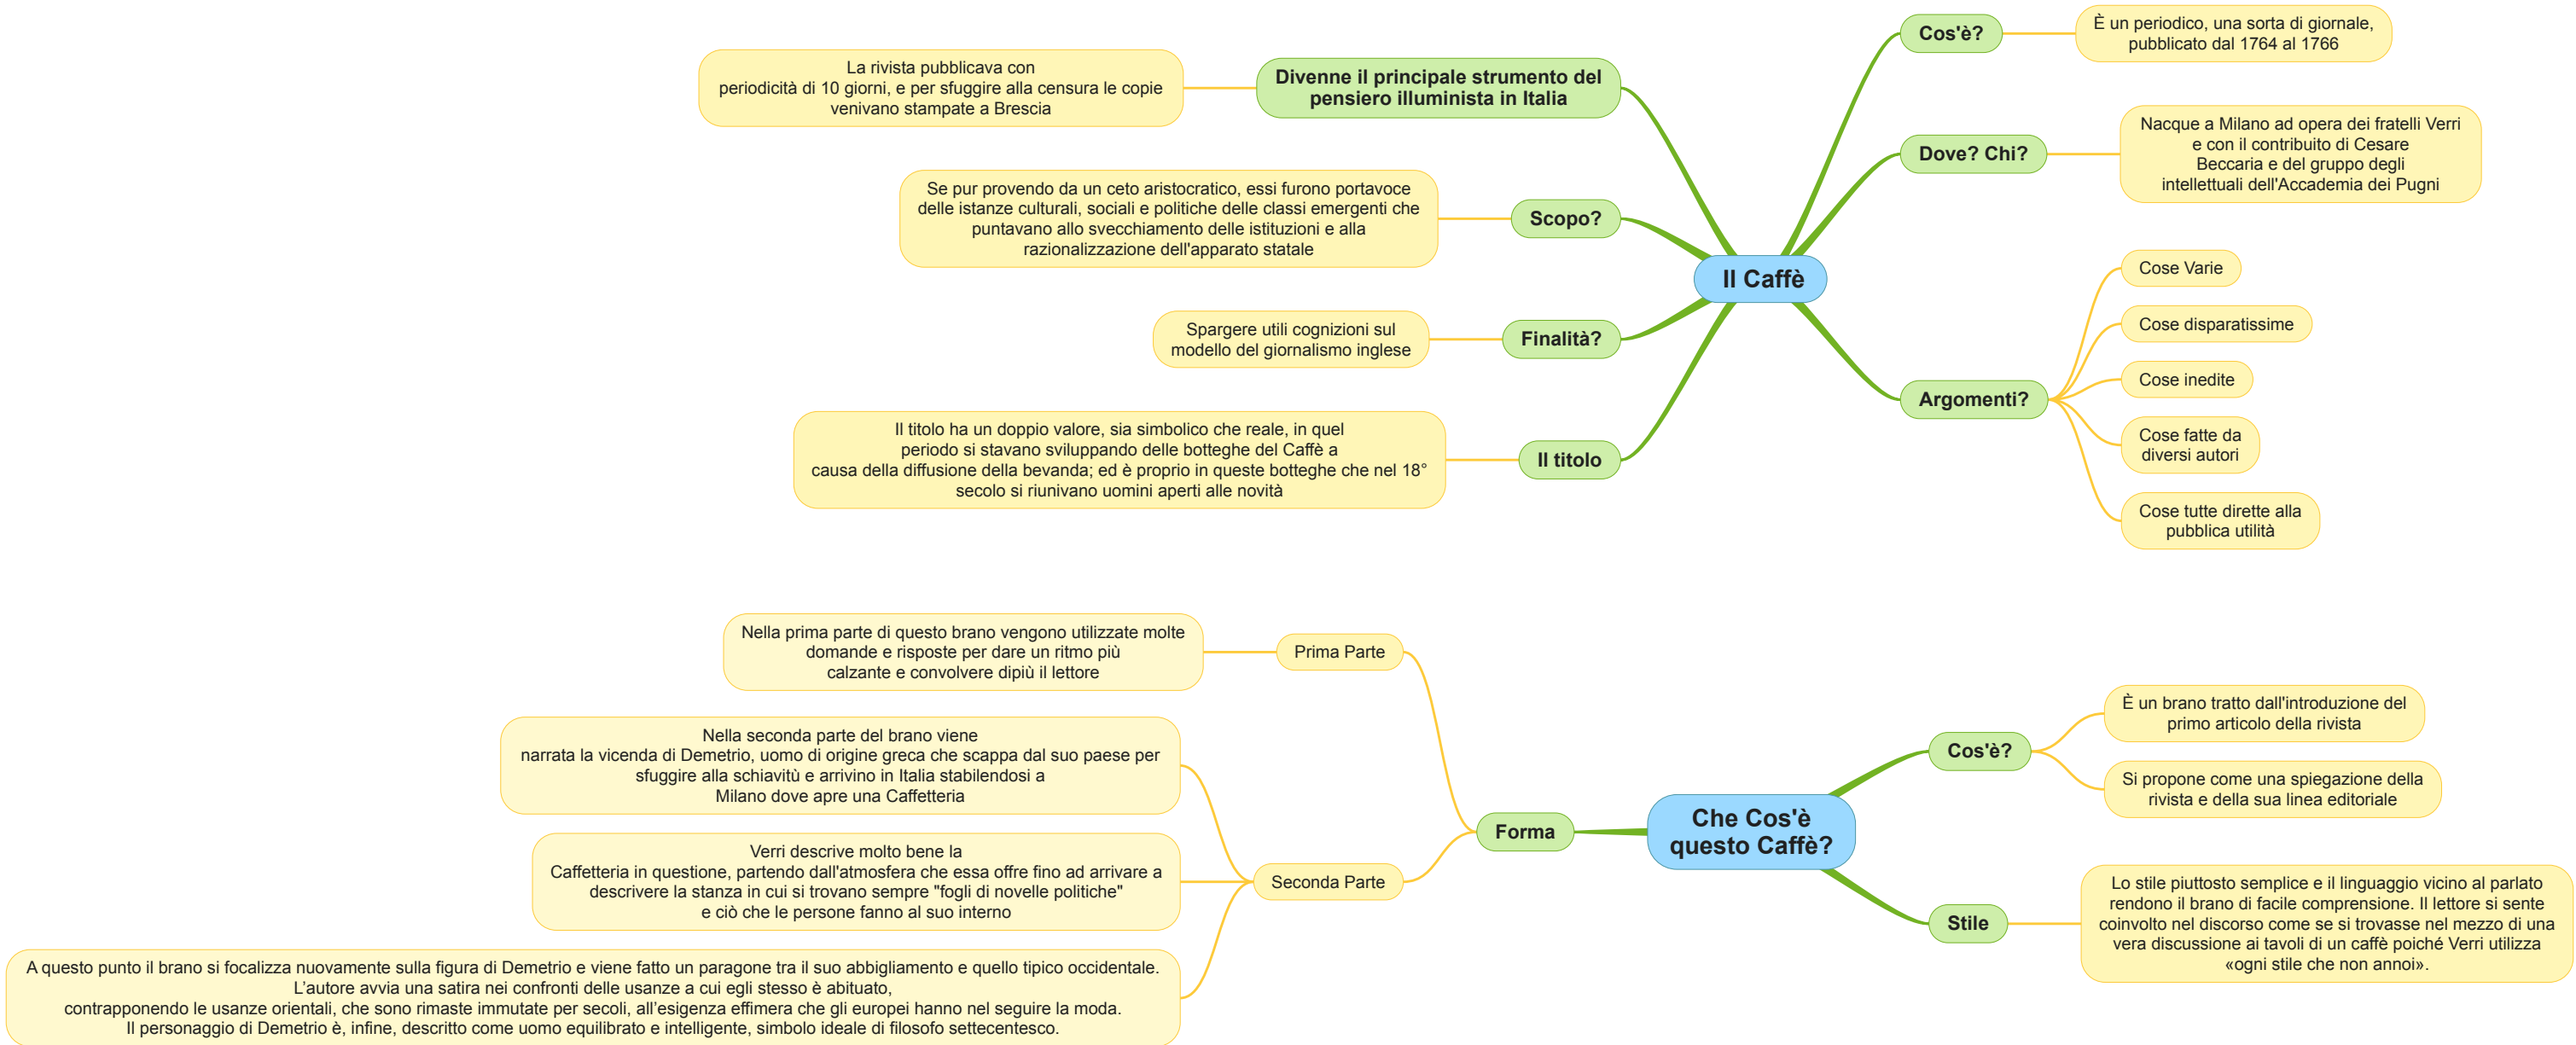 Il Caffè
Cos'è?
È un periodico, una sorta di giornale,
pubblicato dal 1764 al 1766
Dove? Chi?
Nacque a Milano ad opera dei fratelli Verri
e con il contribuito di Cesare
Beccaria e del gruppo degli
intellettuali dell'Accademia dei Pugni
Argomenti?
Cose Varie
Cose disparatissime
Cose inedite
Cose fatte da
diversi autori
Cose tutte dirette alla
pubblica utilità
Divenne il principale strumento del
pensiero illuminista in Italia
La rivista pubblicava con
periodicità di 10 giorni, e per sfuggire alla censura le copie
venivano stampate a Brescia
Scopo?
Se pur provendo da un ceto aristocratico, essi furono portavoce
delle istanze culturali, sociali e politiche delle classi emergenti che
puntavano allo svecchiamento delle istituzioni e alla
razionalizzazione dell'apparato statale
Finalità?
Spargere utili cognizioni sul
modello del giornalismo inglese
Il titolo
Il titolo ha un doppio valore, sia simbolico che reale, in quel
periodo si stavano sviluppando delle botteghe del Caffè a
causa della diffusione della bevanda; ed è proprio in queste botteghe che nel 18°
secolo si riunivano uomini aperti alle novità
Che Cos'è
questo Caffè?
Cos'è?
È un brano tratto dall'introduzione del
primo articolo della rivista
Si propone come una spiegazione della
rivista e della sua linea editoriale
Stile
Lo stile piuttosto semplice e il linguaggio vicino al parlato
rendono il brano di facile comprensione. Il lettore si sente
coinvolto nel discorso come se si trovasse nel mezzo di una
vera discussione ai tavoli di un caffè poiché Verri utilizza
«ogni stile che non annoi».
Forma
Prima Parte
Nella prima parte di questo brano vengono utilizzate molte
domande e risposte per dare un ritmo più
calzante e convolvere dipiù il lettore
Seconda Parte
Nella seconda parte del brano viene
narrata la vicenda di Demetrio, uomo di origine greca che scappa dal suo paese per
sfuggire alla schiavitù e arrivino in Italia stabilendosi a
Milano dove apre una Caffetteria
Verri descrive molto bene la
Caffetteria in questione, partendo dall'atmosfera che essa offre fino ad arrivare a
descrivere la stanza in cui si trovano sempre "fogli di novelle politiche"
e ciò che le persone fanno al suo interno
A questo punto il brano si focalizza nuovamente sulla figura di Demetrio e viene fatto un paragone tra il suo abbigliamento e quello tipico occidentale.
L’autore avvia una satira nei confronti delle usanze a cui egli stesso è abituato,
contrapponendo le usanze orientali, che sono rimaste immutate per secoli, all’esigenza effimera che gli europei hanno nel seguire la moda.
Il personaggio di Demetrio è, infine, descritto come uomo equilibrato e intelligente, simbolo ideale di filosofo settecentesco.